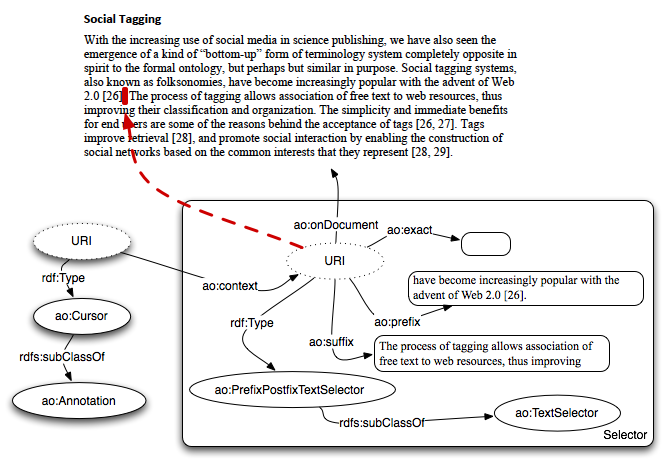 Social Tagging
With the increasing use of social media in science publishing, we have also seen the
emergence of a kind of “bottom-up” form of terminology system completely opposite in
spirit to the formal ontology, but perhaps but similar in purpose. Social tagging systems,
also known as folksonomies, have become increasingly popular with the advent of Web
2.0 [26]. The process of tagging allows association of free text to web resources, thus
improving their classification and organization. The simplicity and immediate benefits
for end users are some of the reasons behind the acceptance of tags [26, 27]. Tags
improve retrieval [28], and promote social interaction by enabling the construction of
social networks based on the common interests that they represent [28, 29].
ao:onDocument
ao:exact
URI
URI
rdf:Type
ao:context
have become increasingly popular with the
advent of Web 2.0 [26].
ao:Cursor
rdf:Type
ao:prefix
ao:suffix
The process of tagging allows association of
free text to web resources, thus improving
rdfs:subClassOf
ao:PrefixPostfixTextSelector
ao:Annotation
ao:TextSelector
rdfs:subClassOf
Selector